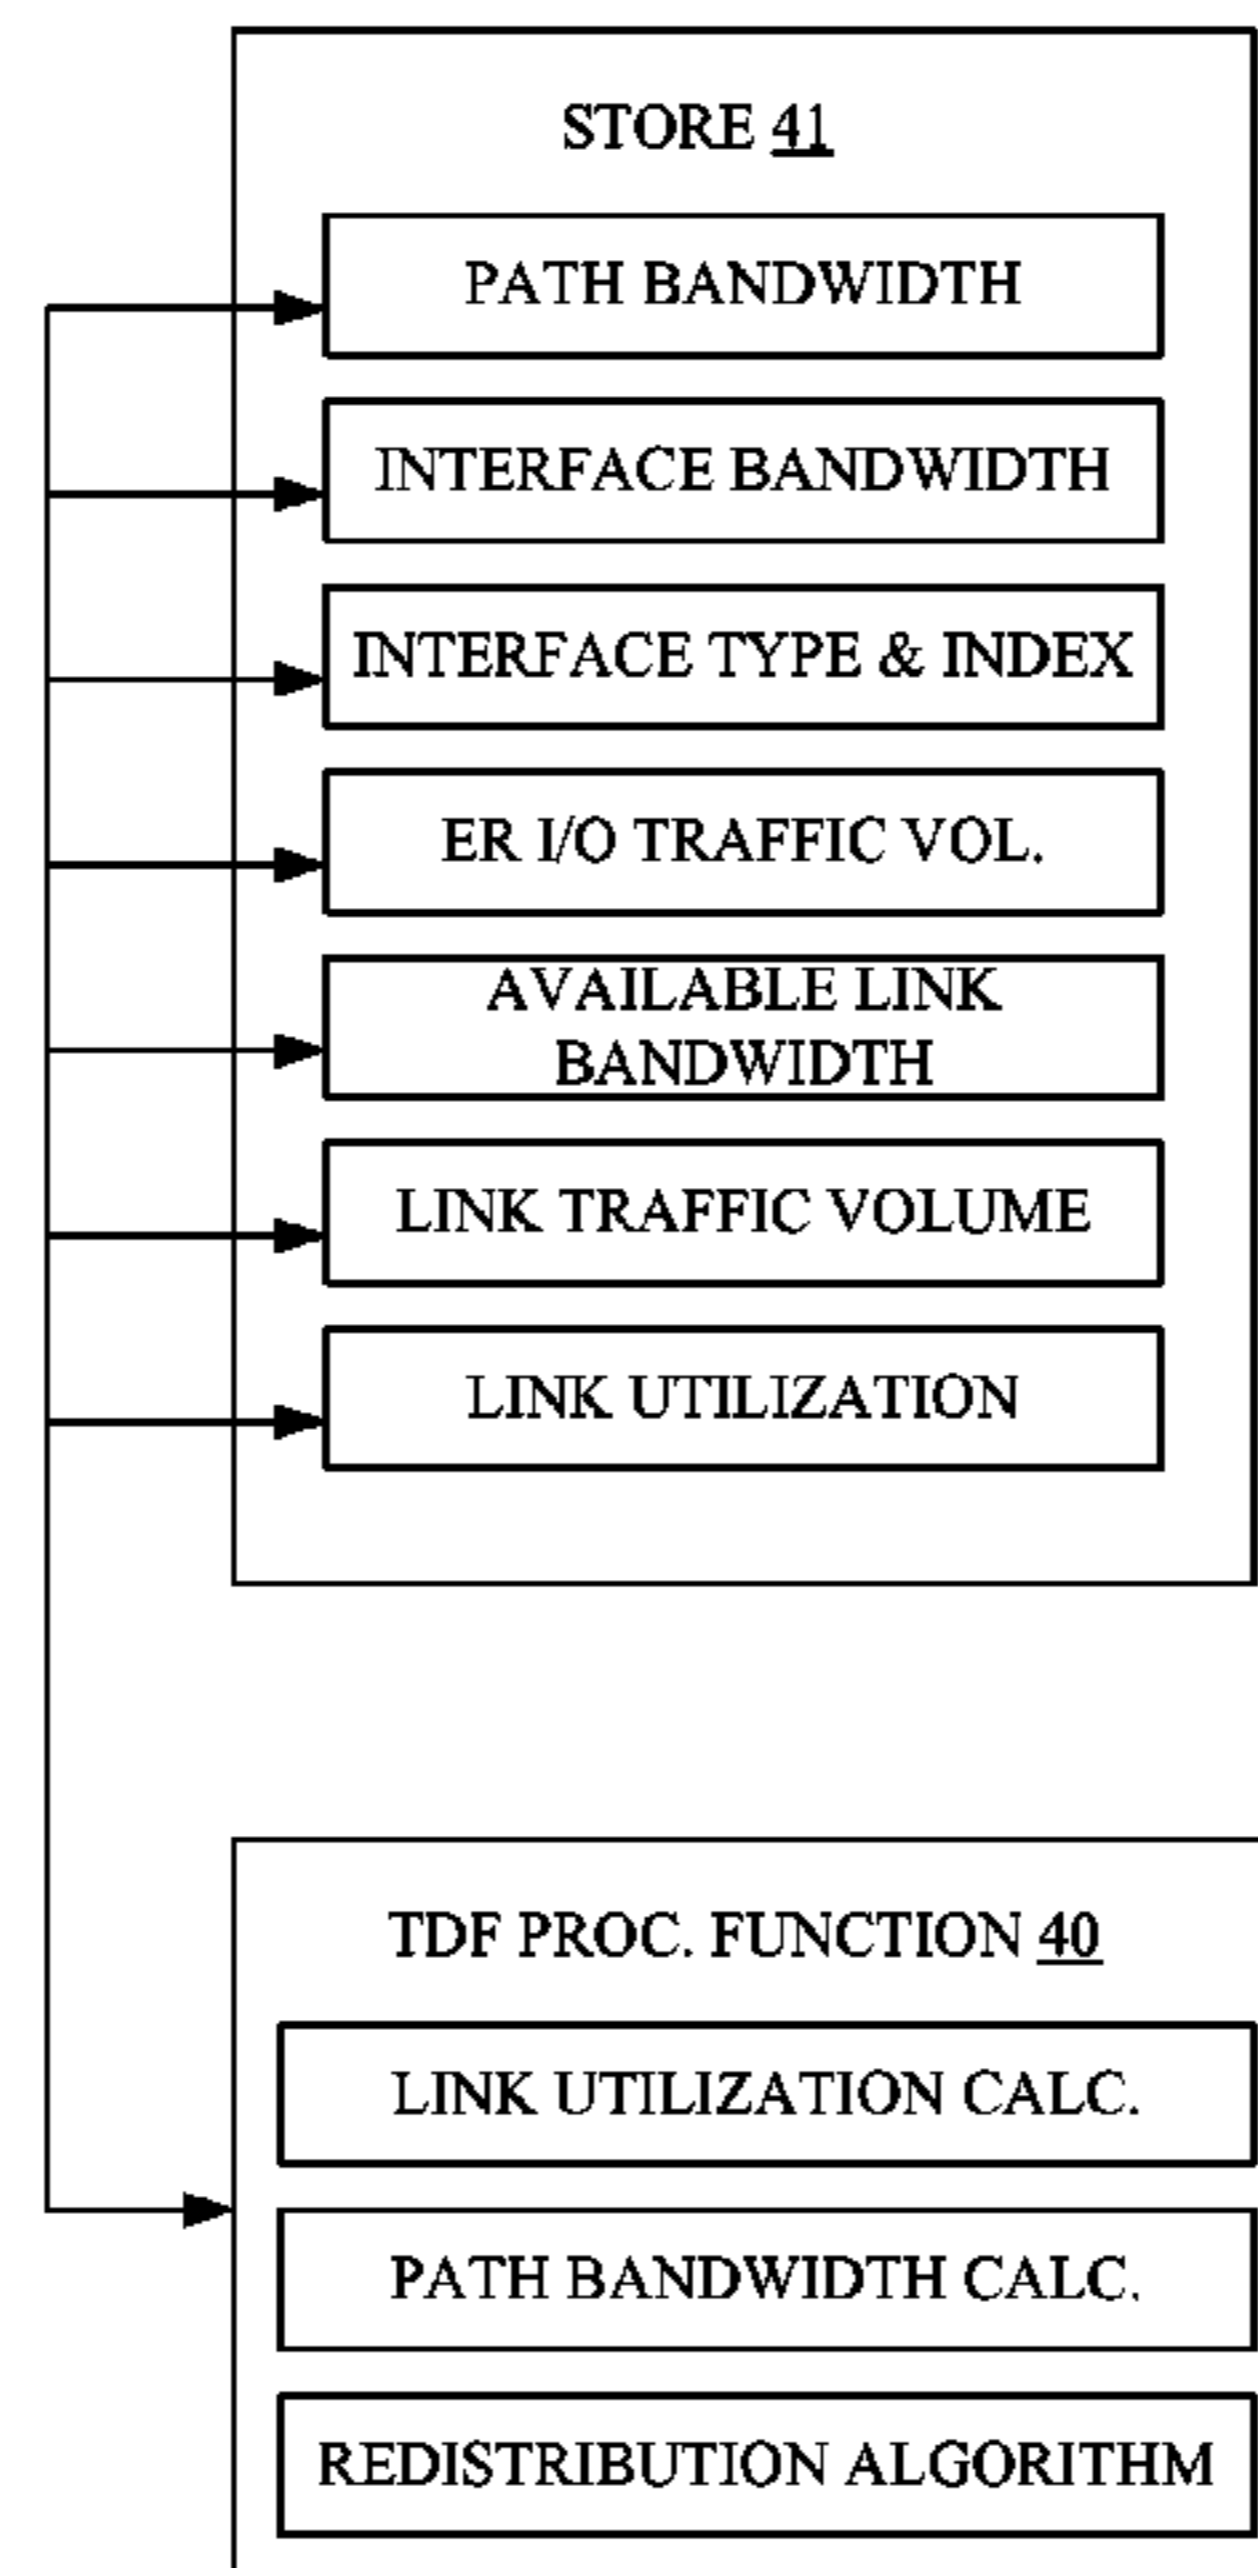 STORE 41
PATH BANDWIDTH
INTERFACE BANDWIDTH
INTERFACE TYPE & INDEX
ER I/O TRAFFIC VOL.
AVAILABLE LINK
BANDWIDTH
LINK TRAFFIC VOLUME
LINK UTILIZATION
TDF PROC. FUNCTION 40
LINK UTILIZATION CALC.
PATH BANDWIDTH CALC.
REDISTRIBUTION ALGORITHM